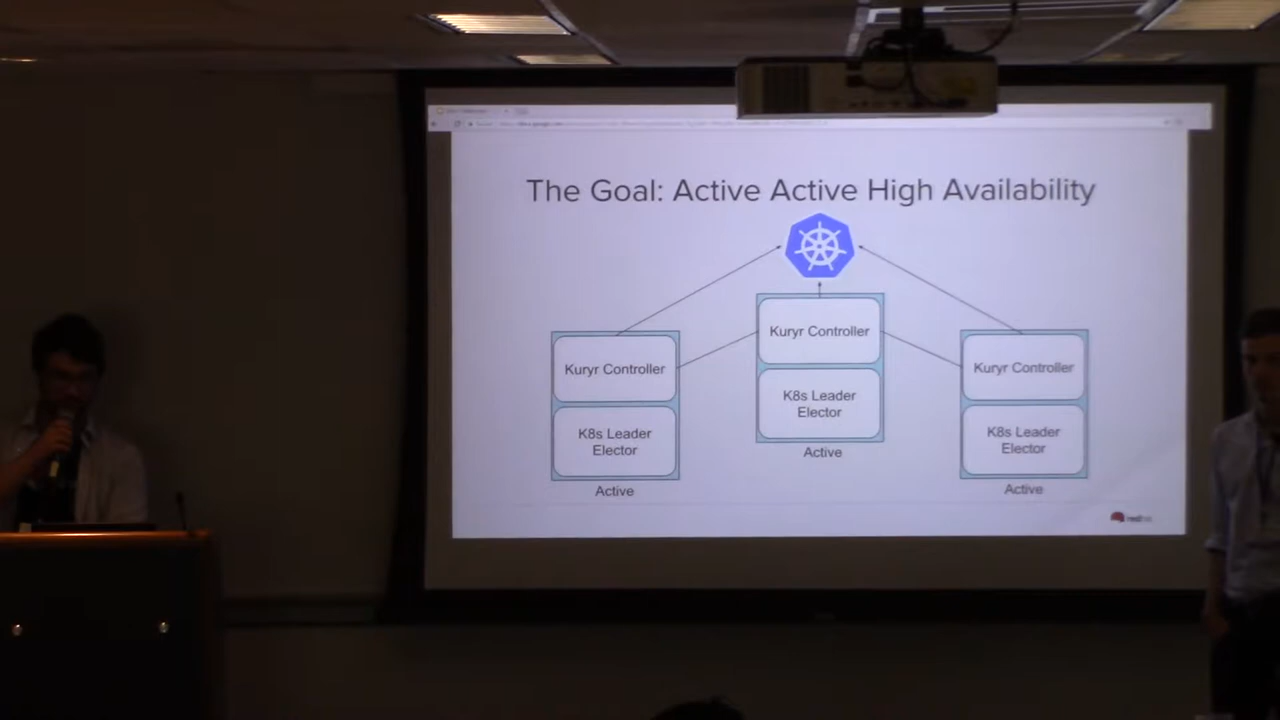 The Goal: Active Active High Availability
Kuryr Controller
K8s Leader
Elector
Active
Kuryr Controller
K8s Leader
Elector
Active
Kuryr Controller
K8s Leader
Elector
Active